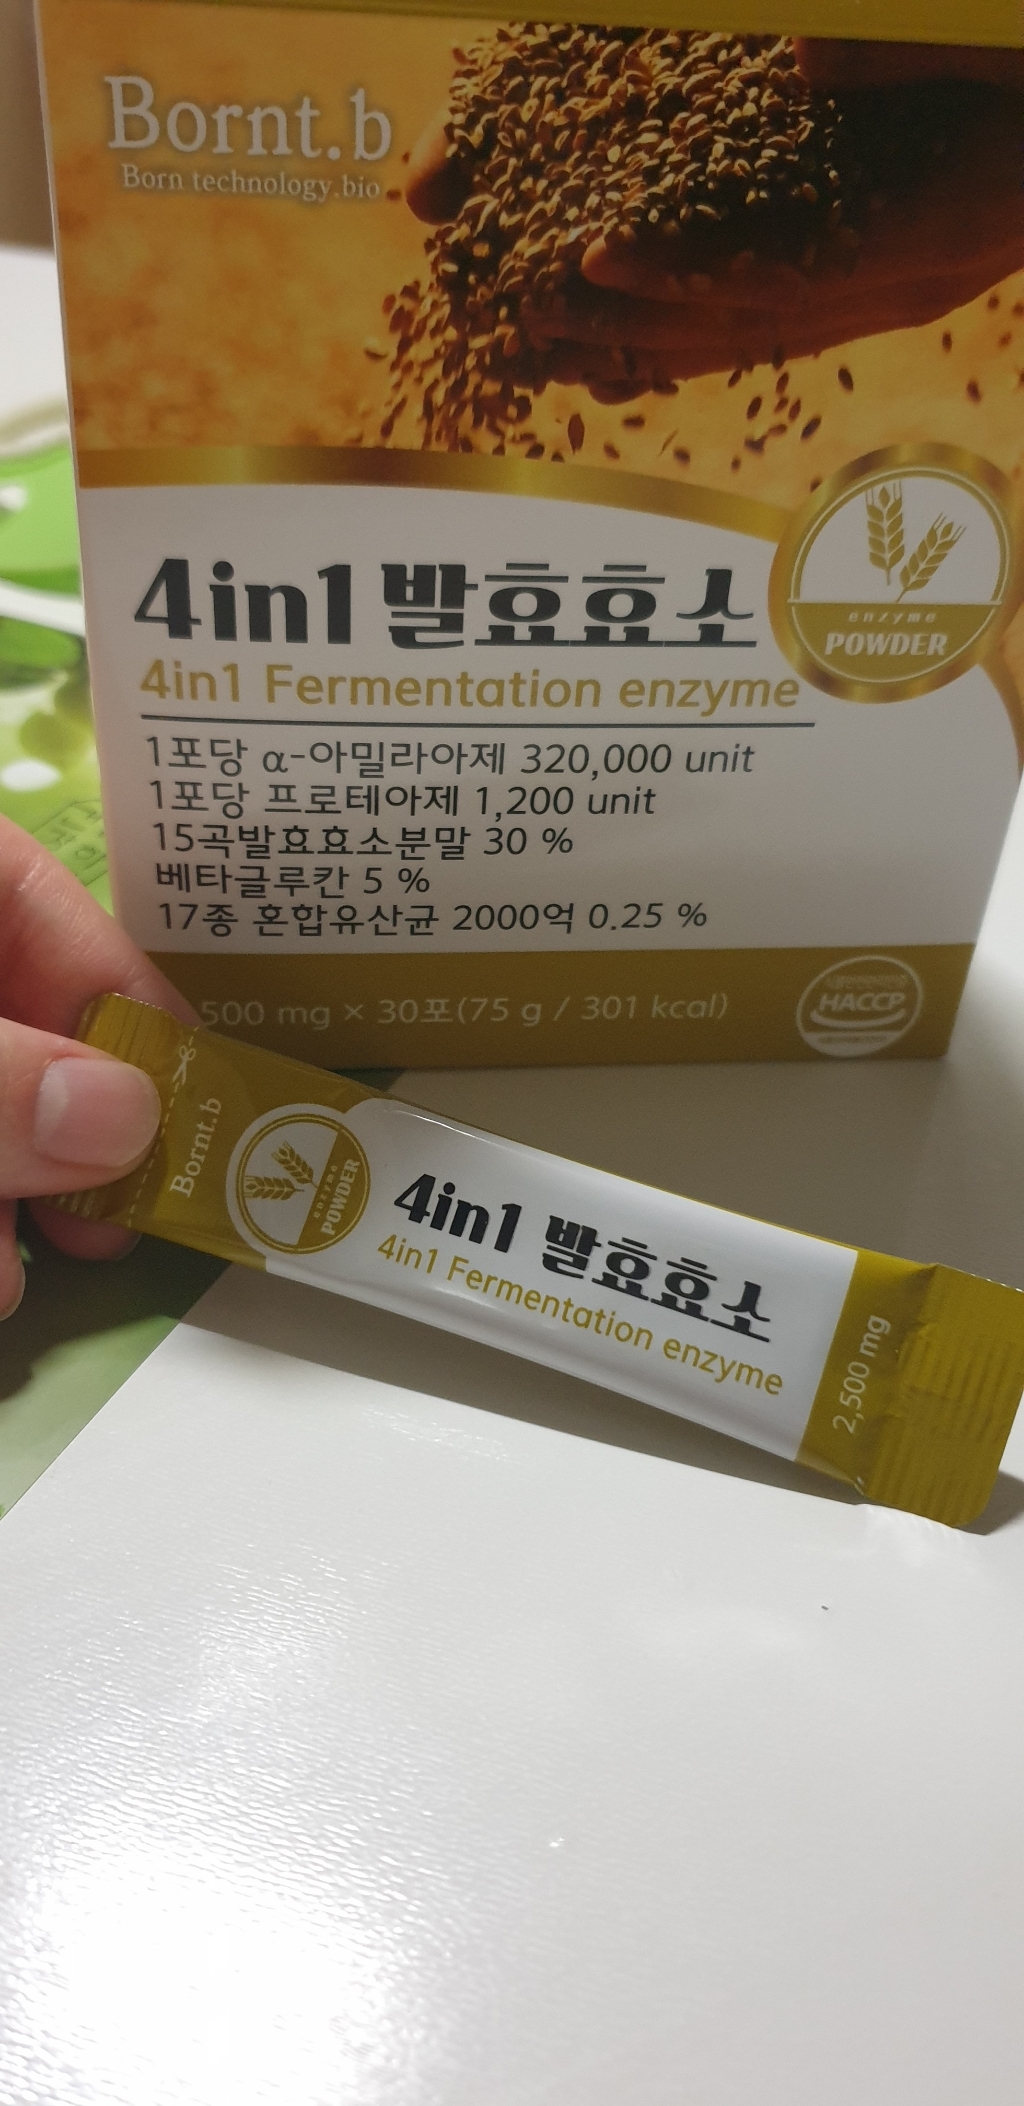 Bornt.b
Born technology.bio
enzyme
POWDER
4in1 발효효소
4in1 Fermentation enzyme
1포당 α-아밀라아제 320,000 unit
1포당 프로테아제 1,200 unit
15곡발효효소분말 30 %
베타글루칸 5 %
17종 혼합유산균 2000억 0.25 %
500 mg × 30포(75 g / 301 kcal)
HACCP
Bornt.b
enzyme
POWDER
4in1 발효효소
4in1 Fermentation enzyme
2,500 mg